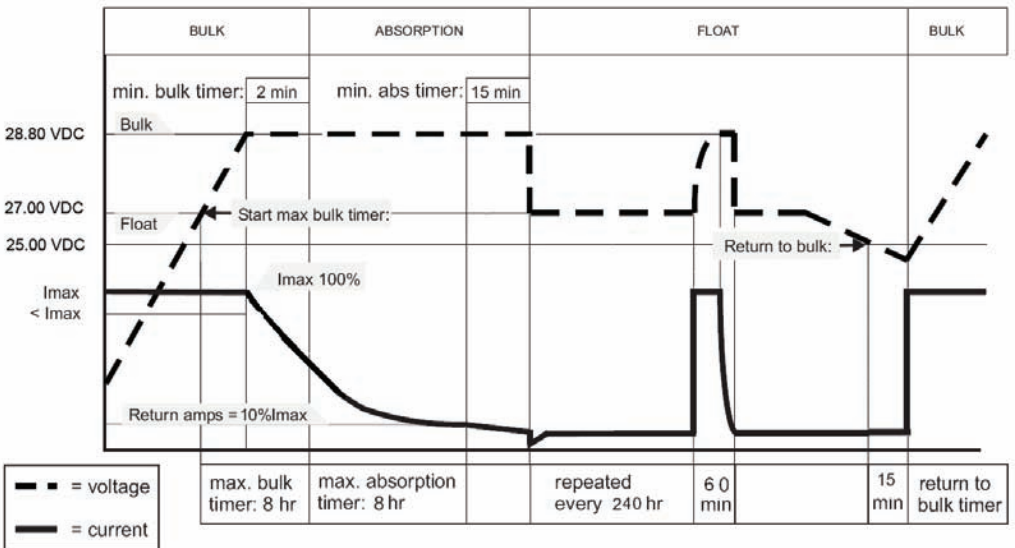 BULK
ABSORPTION
FLOAT
BULK
min. bulk timer:
2 min
min. abs timer:
15 min
Bulk
28.80 VDC
27.00 VDC
Start max bulk timer:
Float
25.00 VDC
Return to bulk:
Imax 100%
Imax
< Imax
Return amps = 10%Imax
= voltage
= current
max. bulk
timer: 8 hr
max. absorption
timer: 8hr
repeated
every 240 hr
6 0
min
15
min
return to
bulk timer